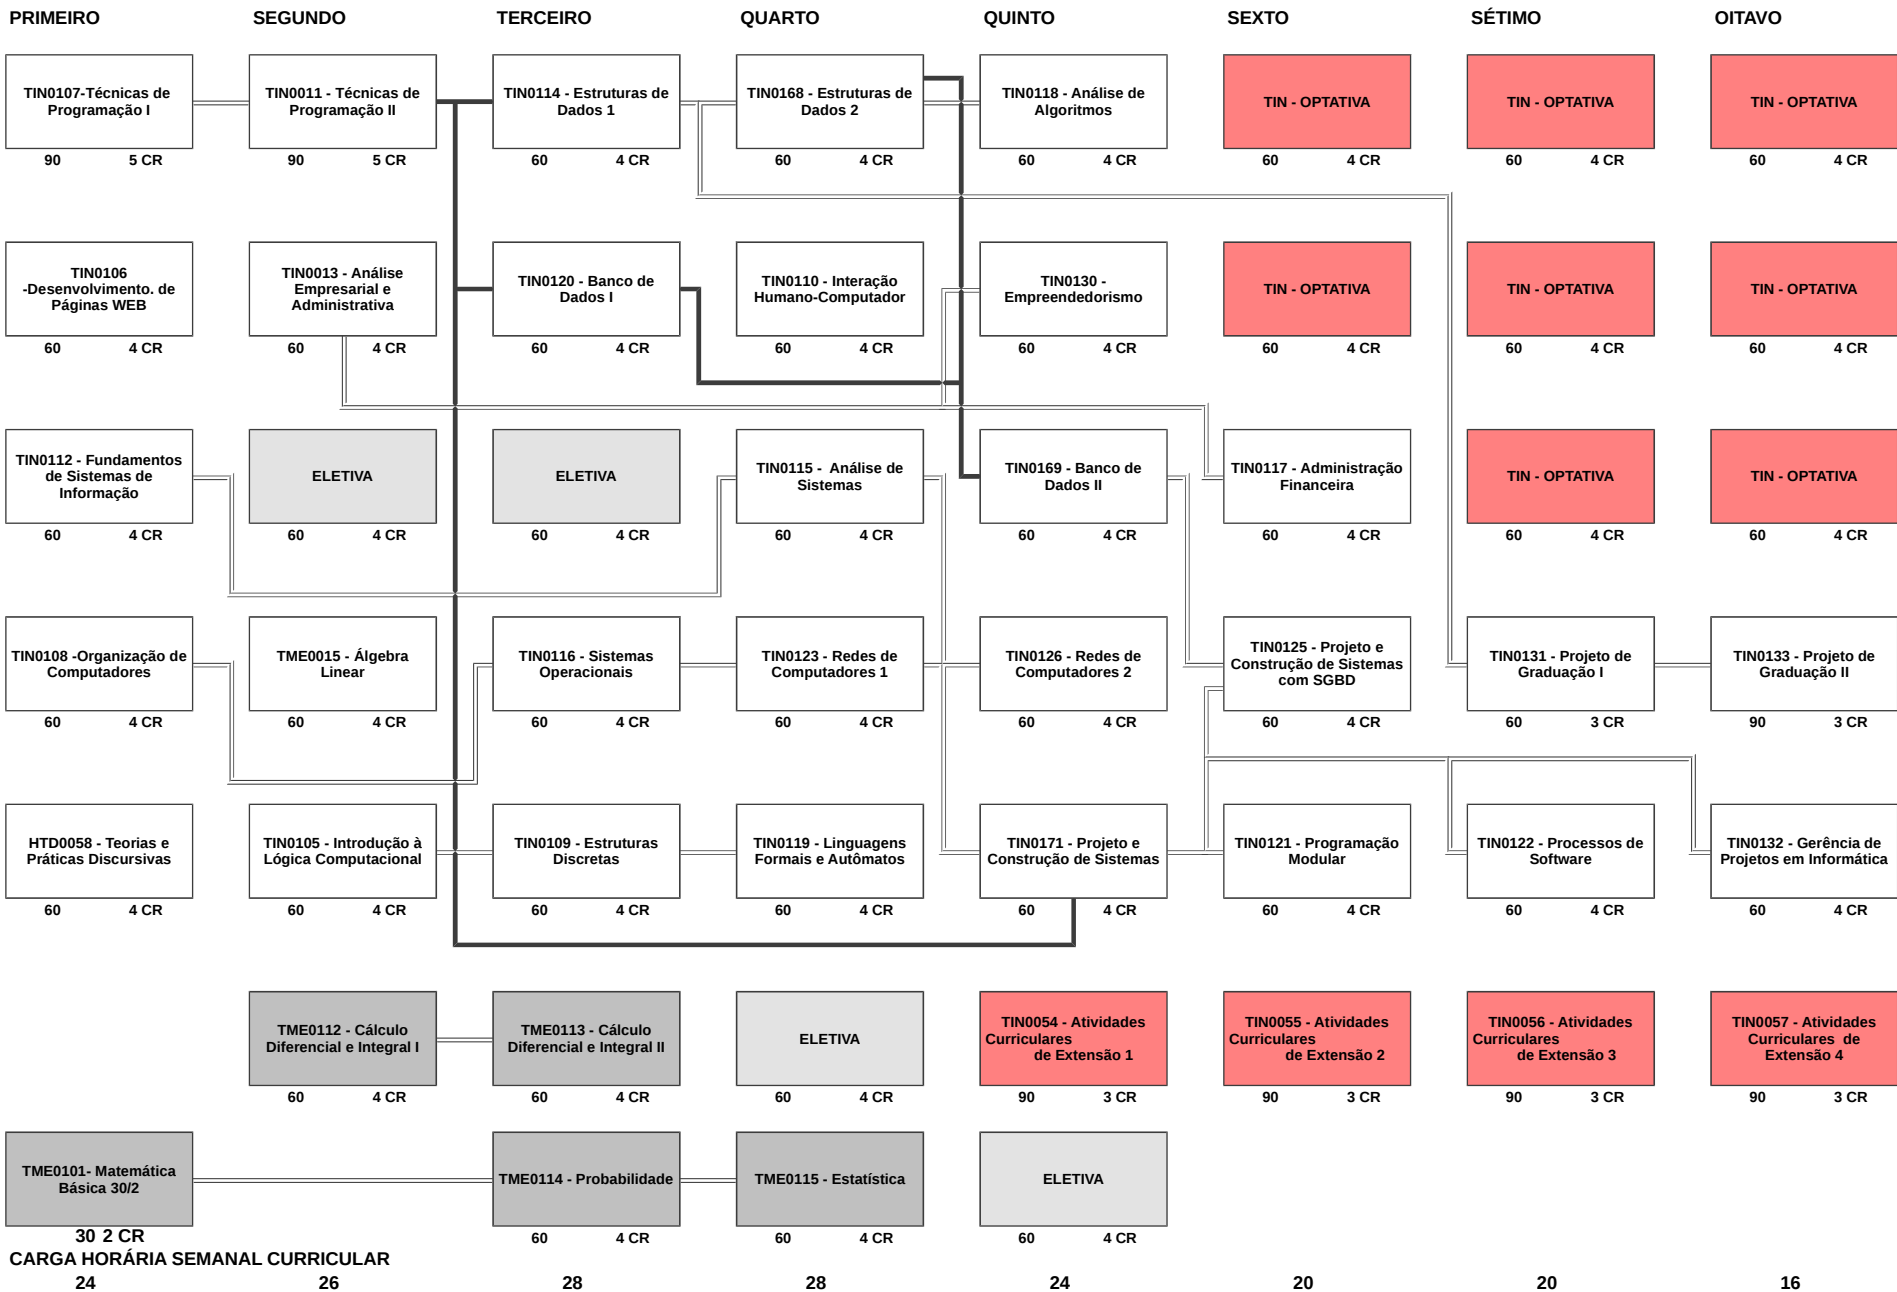 PRIMEIRO SEGUNDO TERCEIRO QUARTO QUINTO SEXTO SÉTIMO OITAVO
TIN0107-Técnicas de
Programação I
90 5 CR
TIN0011 - Técnicas de
Programação II
90 5 CR
TIN0114 - Estruturas de
Dados 1
60 4 CR
TIN0168 - Estruturas de
Dados 2
60 4 CR
TIN0118 - Análise de
Algoritmos
60 4 CR
TIN - OPTATIVA
60 4 CR
TIN - OPTATIVA
60 4 CR
TIN - OPTATIVA
60 4 CR
TIN0106
-Desenvolvimento. de
Páginas WEB
60 4 CR
TIN0013 - Análise
Empresarial e
Administrativa
60 4 CR
TIN0120 - Banco de
Dados I
60 4 CR
TIN0110 - Interação
Humano-Computador
60 4 CR
TIN0130 -
Empreendedorismo
60 4 CR
TIN - OPTATIVA
60 4 CR
TIN - OPTATIVA
60 4 CR
TIN - OPTATIVA
60 4 CR
TIN0112 - Fundamentos
de Sistemas de
Informação
60 4 CR
ELETIVA
60 4 CR
ELETIVA
60 4 CR
TIN0115 - Análise de
Sistemas
60 4 CR
TIN0169 - Banco de
Dados II
60 4 CR
TIN0117 - Administração
Financeira
60 4 CR
TIN - OPTATIVA
60 4 CR
TIN - OPTATIVA
60 4 CR
TIN0108 -Organização de
Computadores
60 4 CR
TME0015 - Álgebra
Linear
60 4 CR
TIN0116 - Sistemas
Operacionais
60 4 CR
TIN0123 - Redes de
Computadores 1
60 4 CR
TIN0126 - Redes de
Computadores 2
60 4 CR
TIN0125 - Projeto e
Construção de Sistemas
com SGBD
60 4 CR
TIN0131 - Projeto de
Graduação I
60 3 CR
TIN0133 - Projeto de
Graduação II
90 3 CR
HTD0058 - Teorias e
Práticas Discursivas
60 4 CR
TIN0105 - Introdução à
Lógica Computacional
60 4 CR
TIN0109 - Estruturas
Discretas
60 4 CR
TIN0119 - Linguagens
Formais e Autômatos
60 4 CR
TIN0171 - Projeto e
Construção de Sistemas
60 4 CR
TIN0121 - Programação
Modular
60 4 CR
TIN0122 - Processos de
Software
60 4 CR
TIN0132 - Gerência de
Projetos em Informática
60 4 CR
TME0112 - Cálculo
Diferencial e Integral I
60 4 CR
TME0113 - Cálculo
Diferencial e Integral II
60 4 CR
ELETIVA
60 4 CR
TIN0054 - Atividades
Curriculares
de Extensão 1
90 3 CR
TIN0055 - Atividades
Curriculares
de Extensão 2
90 3 CR
TIN0056 - Atividades
Curriculares
de Extensão 3
90 3 CR
TIN0057 - Atividades
Curriculares de
Extensão 4
90 3 CR
TME0101- Matemática
Básica 30/2
30 2 CR
TME0114 - Probabilidade
60 4 CR
TME0115 - Estatística
60 4 CR
ELETIVA
60 4 CR
CARGA HORÁRIA SEMANAL CURRICULAR
24 26 28 28 24 20 20 16